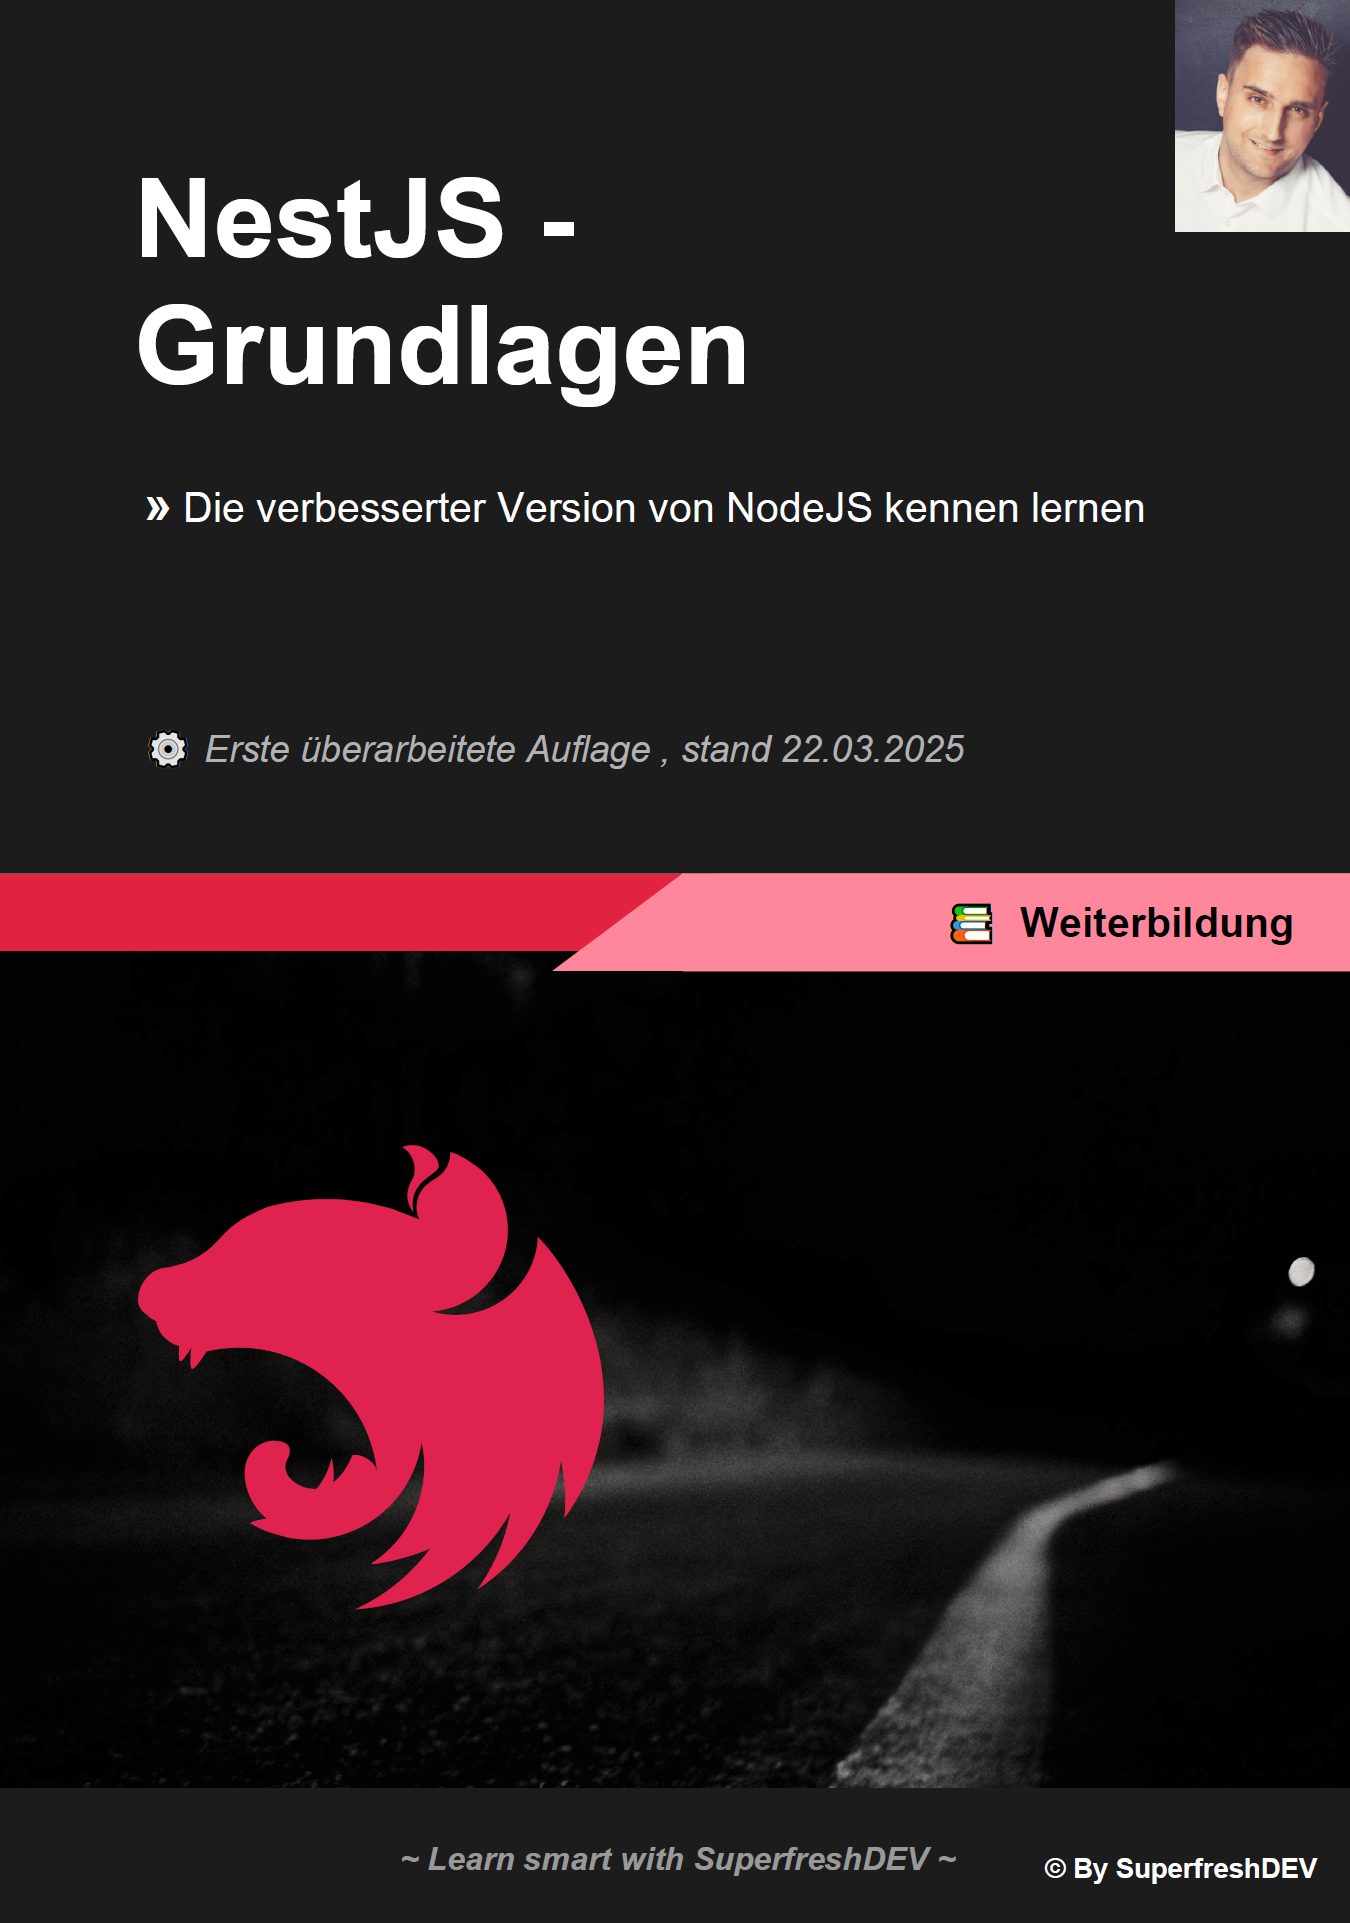 NestJS -
Grundlagen
» Die verbesserter Version von NodeJS kennen lernen
Erste überarbeitete Auflage , stand 22.03.2025
Weiterbildung
~ Learn smart with SuperfreshDEV ~
© By SuperfreshDEV